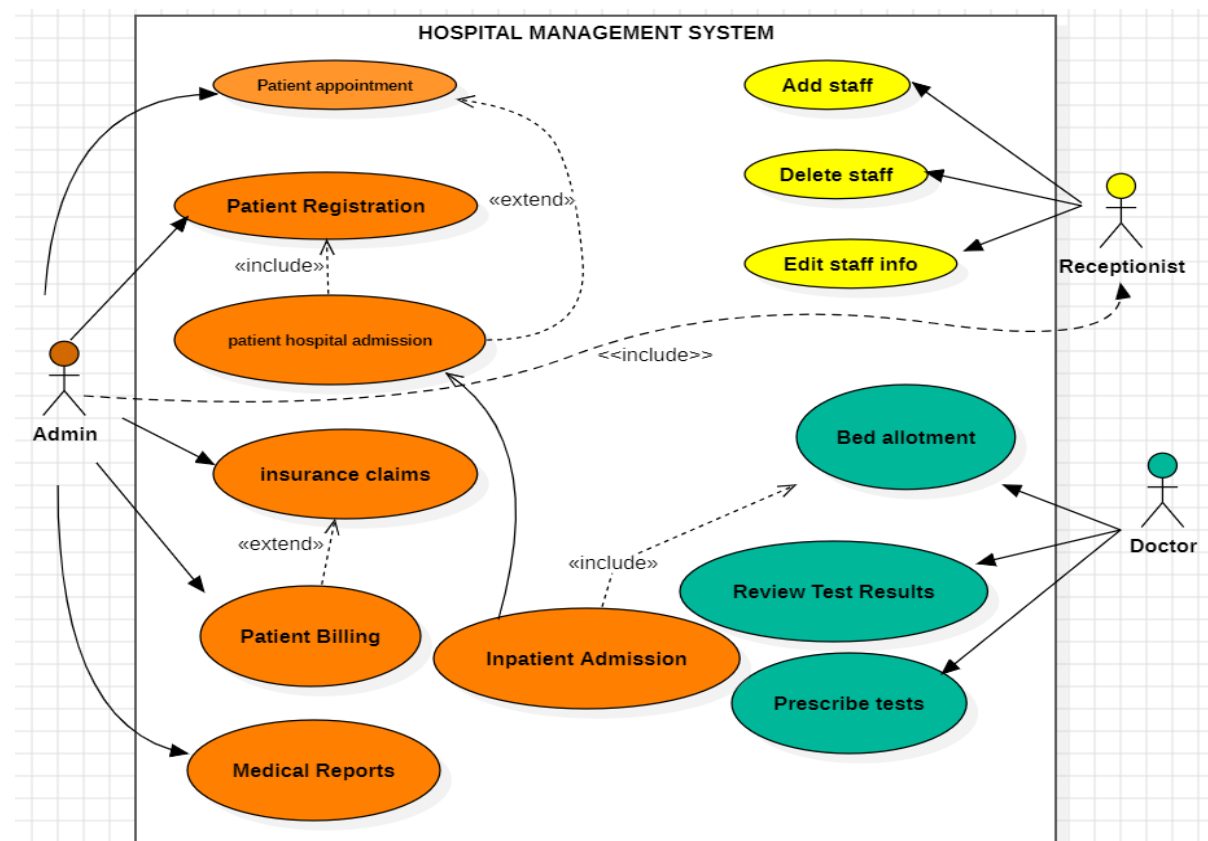 HOSPITAL MANAGEMENT SYSTEM
Patient appointment
Add staff
Delete staff
Patient Registration
«extend»
Edit staff info
«include»
Receptionist
patient hospital admission
<<include>>
Admin
Bed allotment
insurance claims
«extend»
«include»
Doctor
Review Test Results
Patient Billing
Inpatient Admission
Prescribe tests
Medical Reports